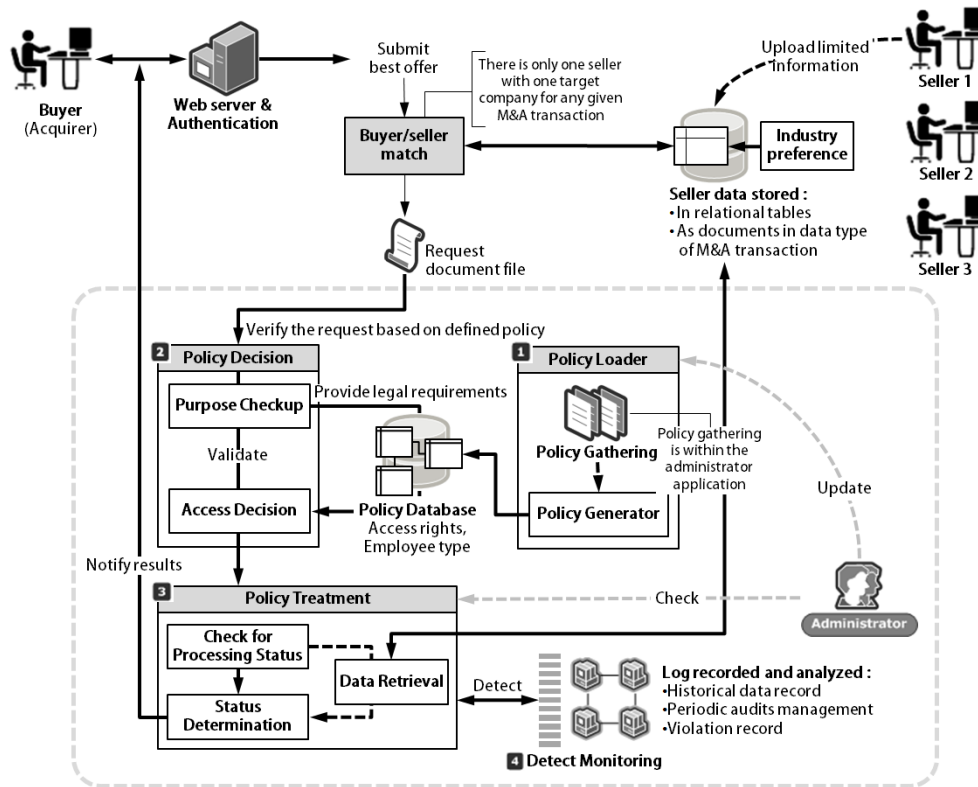 Buyer
(Acquirer)
Web server &
Authentication
Submit
best offer
There is only one seller
with one target
company for any given
M&A transaction
Buyer/seller
match
Upload limited
information
Industry
preference
Seller 1
Seller 2
Seller 3
Seller data stored :
•In relational tables
•As documents in data type
of M&A transaction
Request
document file
Verify the request based on defined policy
2
Policy Decision
Purpose Checkup
Validate
Access Decision
Provide legal requirements
Policy Database
Access rights,
Employee type
1
Policy Loader
Policy Gathering
Policy Generator
Policy gathering
is within the
administrator
application
Update
Administrator
Check
Notify results
3
Policy Treatment
Check for
Processing Status
Status
Determination
Data Retrieval
Detect
4 Detect Monitoring
Log recorded and analyzed :
•Historical data record
•Periodic audits management
•Violation record